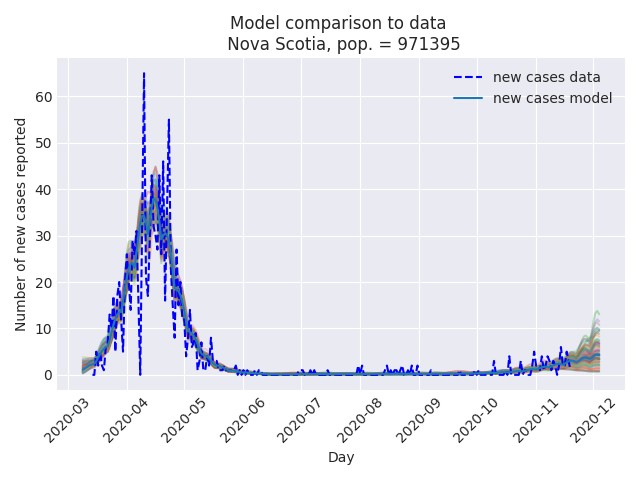 Model comparison to data
Nova Scotia, pop. = 971395
new cases data
new cases model
Number of new cases reported
60
50
40
30
20
10
0
2020-03
2020-04
2020-05
2020-06
2020-07
2020-08
2020-09
2020-10
2020-11
2020-12
Day